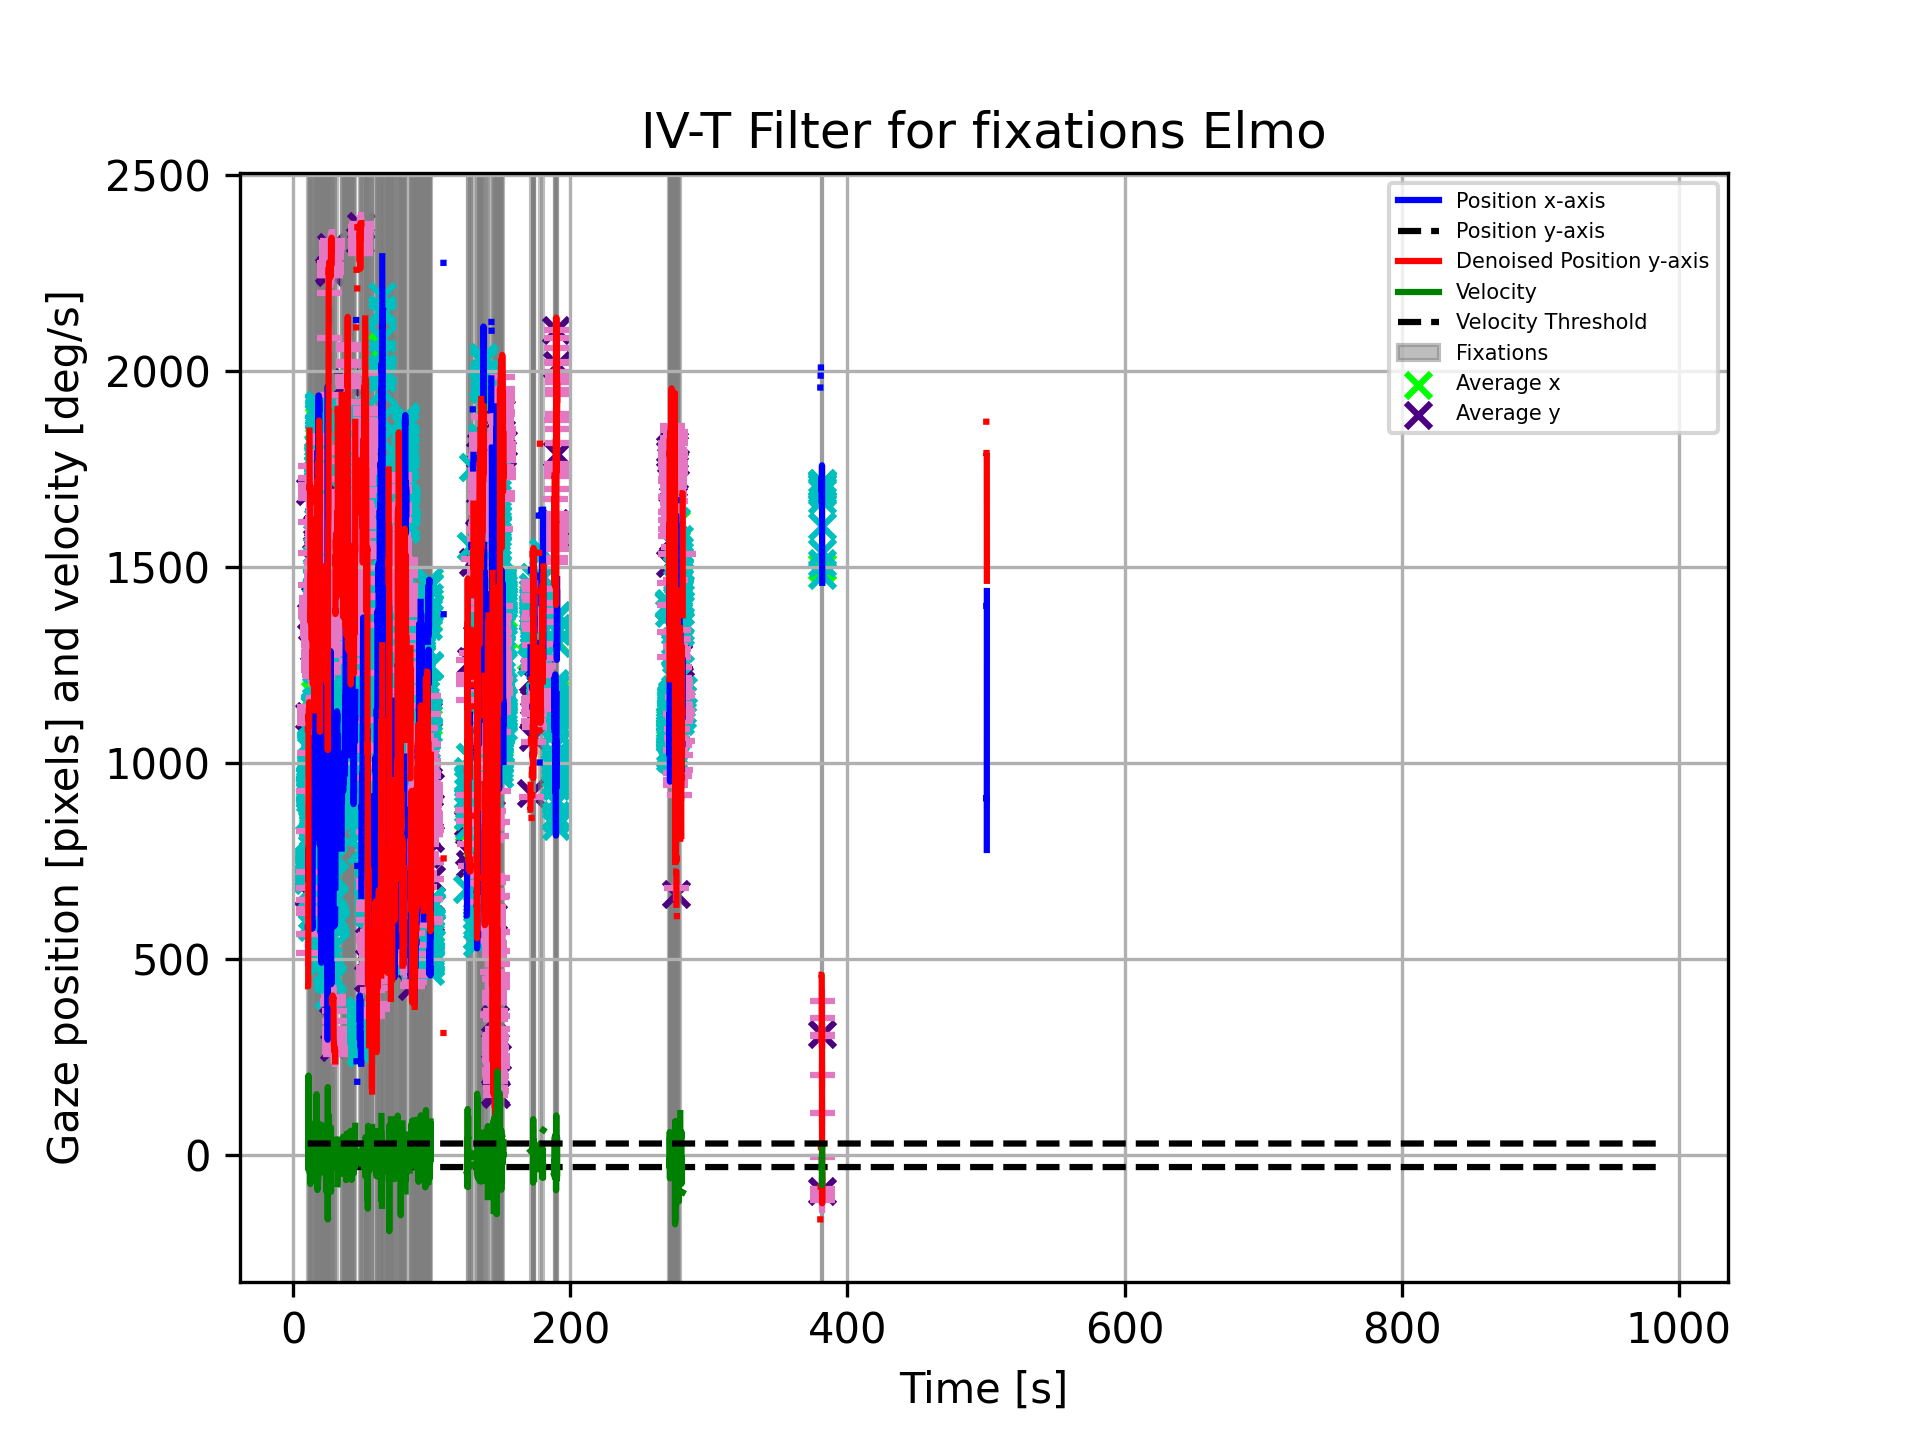 IV-T Filter for fixations Elmo
Gaze position [pixels] and velocity [deg/s]
2500
2000
1500
1000
500
0
Position x-axis
Position y-axis
Denoised Position y-axis
Velocity
Velocity Threshold
Fixations
Average x
Average y
0 200 400 600 800 1000
Time [s]